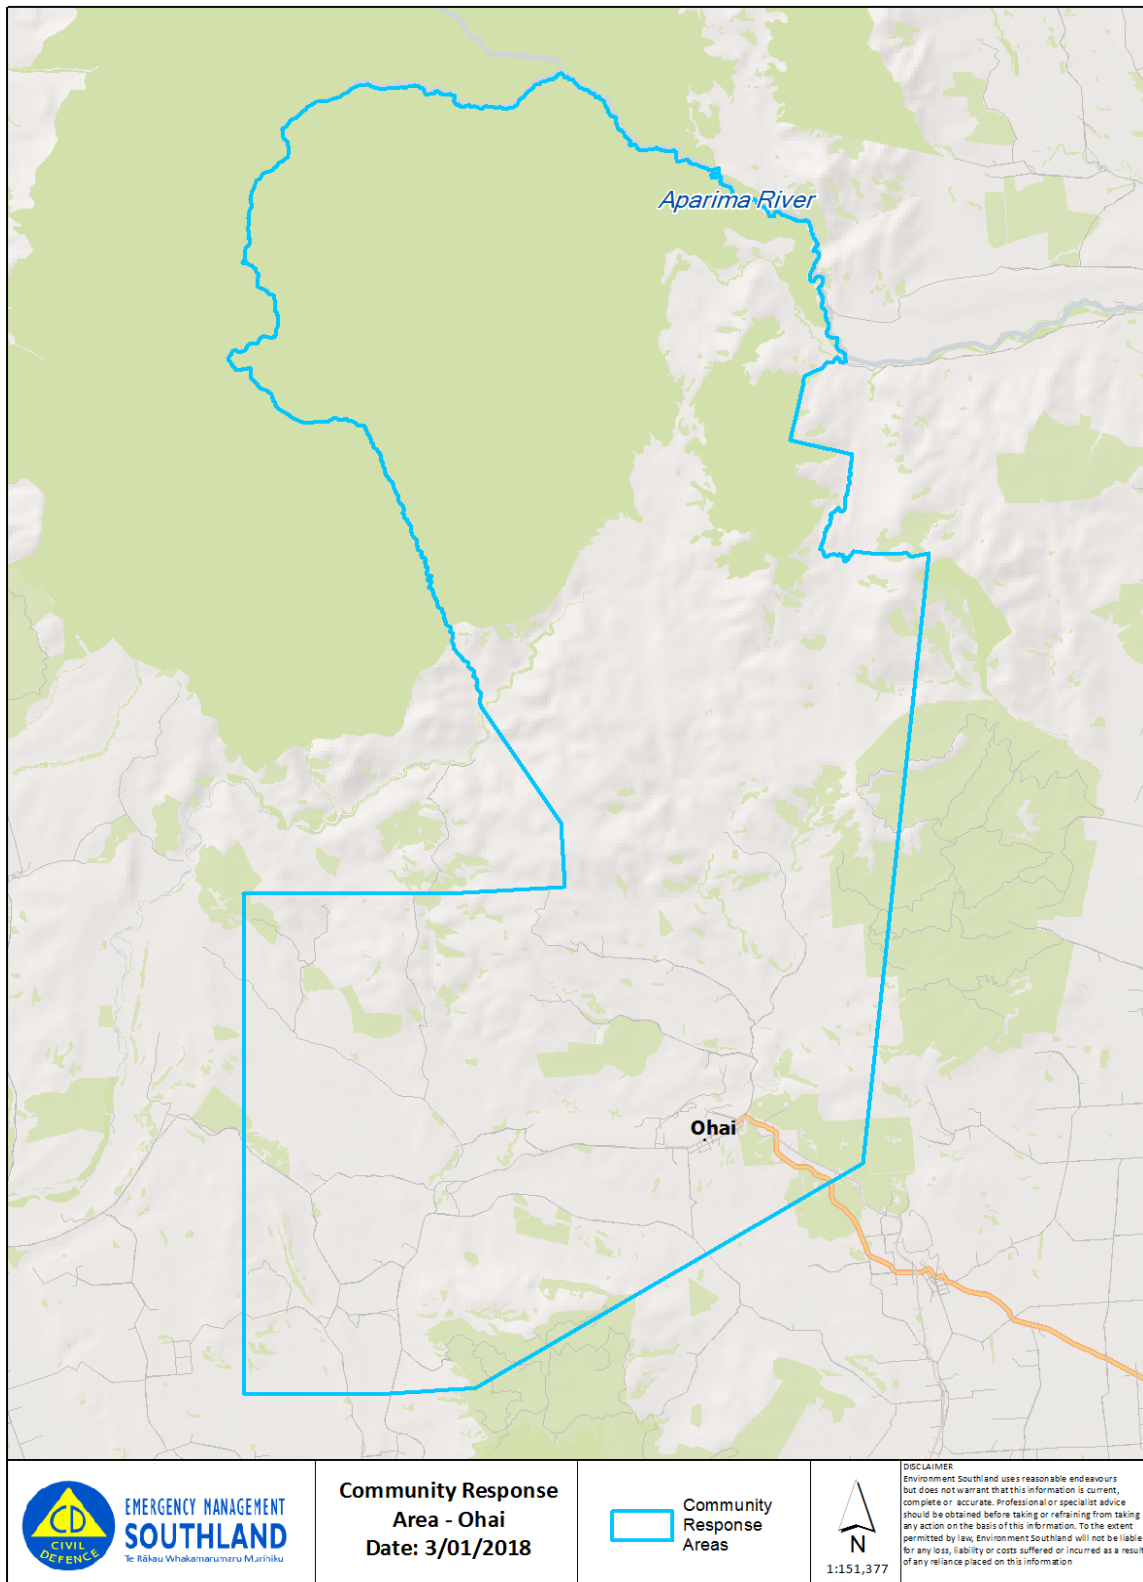 Aparima River
Ohai
CD
CIVIL
DEFENCE
EMERGENCY MANAGEMENT
SOUTHLAND
Te Rākau Whakamarumaru Murihiku
Community Response
Area - Ohai
Date: 3/01/2018
Community
Response
Areas
N
1:151,377
DISCLAIMER
Environment Southland uses reasonable endeavours
but does not warrant that this information is current,
complete or accurate. Professional or specialist advice
should be obtained before taking or refraining from taking
any action on the basis of this information. To the extent
permitted by law, Environment Southland will not be liable
for any loss, liability or costs suffered or incurred as a result
of any reliance placed on this information